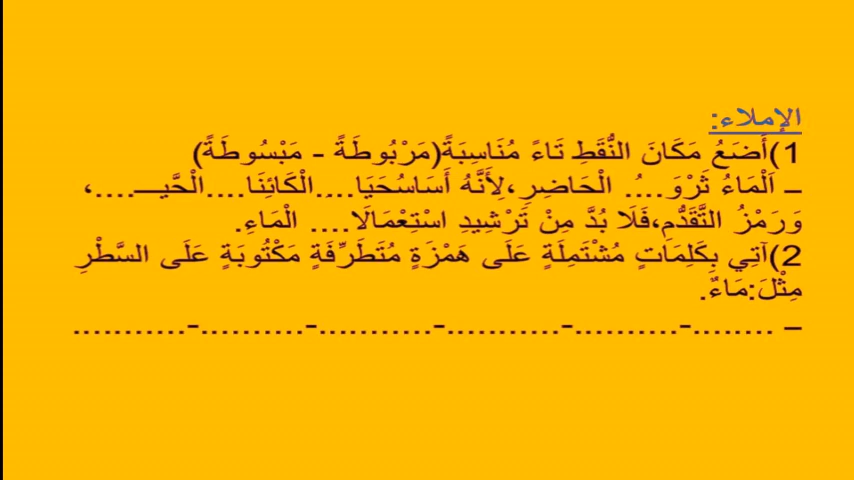 الإملاء:
1)أَضَعُ مَكَانَ النُّقَطِ تَاءً مُنَاسِبَةً(مَرْبُوطَةً - مَبْسُوطَةً)
– اَلْمَاءُ ثَرْوَ....ُ الْحَاضِرِ،لِأَنَّهُ أَسَاسُحَيَا....الْكَائِنَا....الْحَّيـــ....،
وَرَمْزُ التَّقَدُّمِ،فَلَا بُدَّ مِنْ تَرْشِيدِ اسْتِعْمَالَا.... الْمَاءِ.
2)آتِي بِكَلِمَاتٍ مُشْتَمِلَةٍ عَلَى هَمْزَةٍ مُتَطَرِّفَةٍ مَكْتُوبَةٍ عَلَى السَّطْرِ
مِثْلَ:مَاءٌ.
– ........-..........-...........-..........-..........-...........